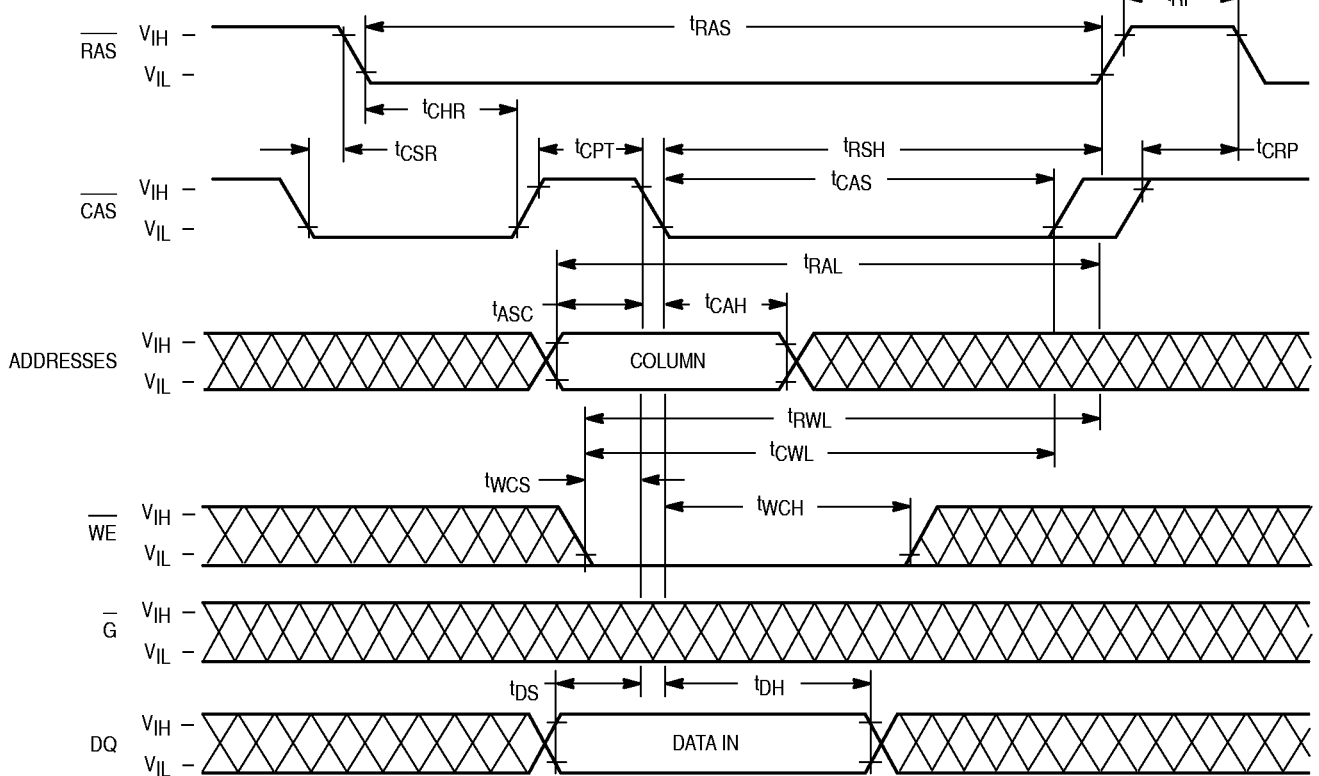 tRAS
RAS
VIH
VIL
tCHR
tCSR
tCPT
tRSH
tCRP
tCAS
CAS
VIH
VIL
tRAL
tASC
tCAH
ADDRESSES
VIH
VIL
COLUMN
tRWL
tCWL
tWCS
tWCH
WE
VIH
VIL
G
VIH
VIL
tDS
tDH
DQ
VIH
VIL
DATA IN